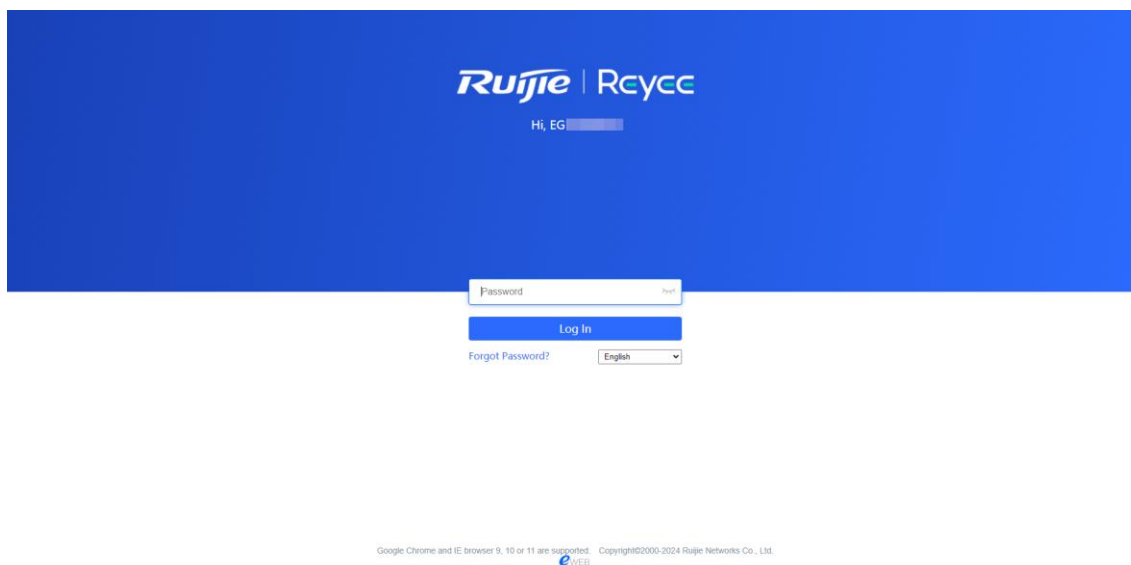 Ruijie | Reyee
Hi, EG
Password
Log In
Forgot Password?
English
Google Chrome and IE browser 9, 10 or 11 are supported. Copyright©2000-2024 Ruijie Networks Co., Ltd.
eWEB